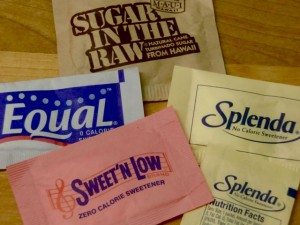 SUGAR
IN THE
RAW
NATURAL CANE
TURBINADO SUGAR
FROM HAWAII
EQUAL
0 CALORIE
SWEET'N LOW
ZERO CALORIE SWEETENER
Splenda
No Calorie Sweetener
Splenda
Nutrition Facts